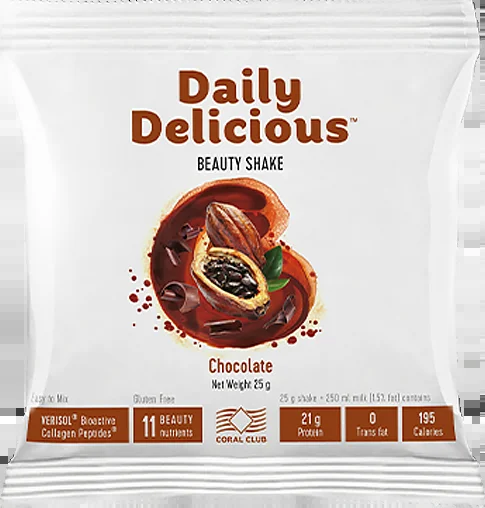 Daily
Delicious™
BEAUTY SHAKE
Chocolate
Net Weight 25 g
Easy to Mix
Gluten Free
25 g shake + 250 ml milk (1.5% fat) contains
VERISOL® Bioactive
Collagen Peptides®
11 BEAUTY
nutrients
CORAL CLUB
21 g
Protein
0
Trans fat
195
Calories